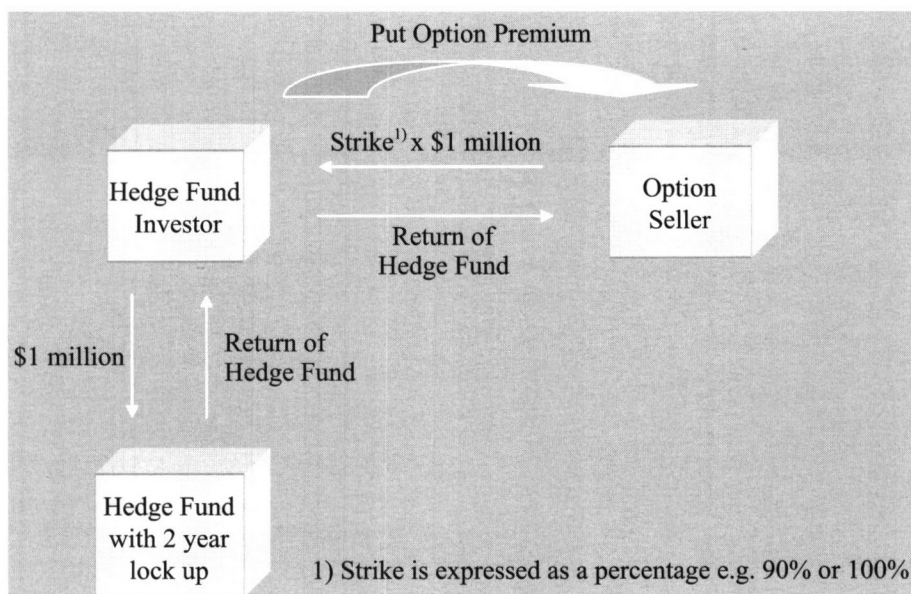 Put Option Premium
Hedge Fund
Investor
Strike¹⁾ x $1 million
Option
Seller
Return of
Hedge Fund
$1 million
Return of
Hedge Fund
Hedge Fund
with 2 year
lock up
1) Strike is expressed as a percentage e.g. 90% or 100%